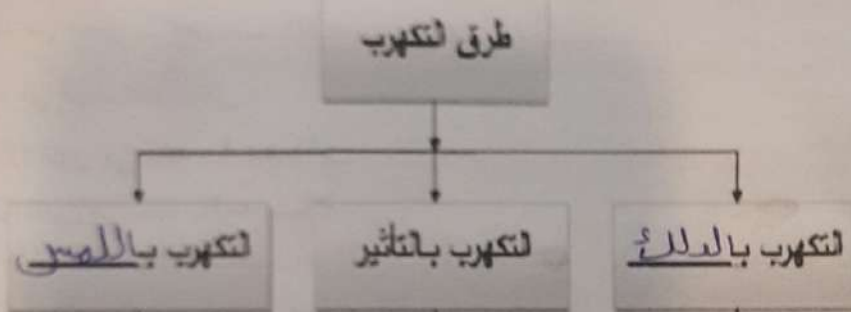 طرق التكهرب
التكهرب بالدلك
التكهرب بالتأثير
التكهرب باللمس